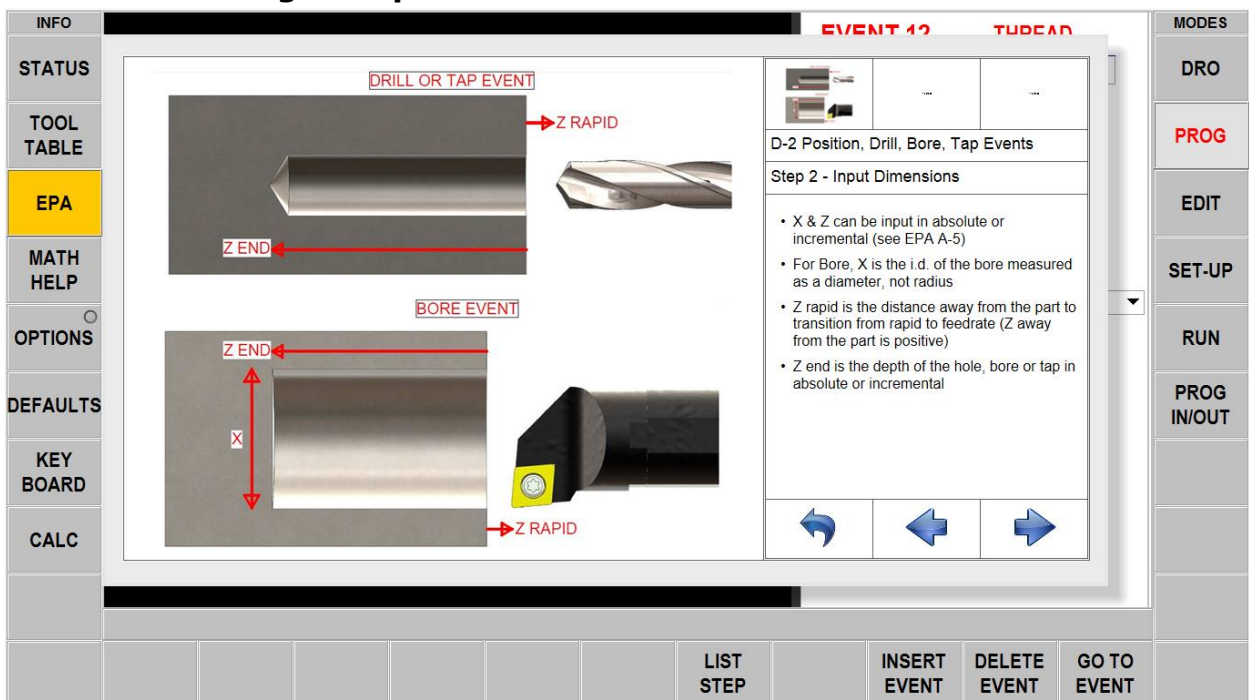 INFO
STATUS
TOOL
TABLE
EPA
MATH
HELP
OPTIONS
DEFAULTS
KEY
BOARD
CALC
EVENT 12 THREAD
DRILL OR TAP EVENT
Z RAPID
Z END
BORE EVENT
Z END
X
Z RAPID
D-2 Position, Drill, Bore, Tap Events
Step 2 - Input Dimensions
• X & Z can be input in absolute or
incremental (see EPA A-5)
• For Bore, X is the i.d. of the bore measured
as a diameter, not radius
• Z rapid is the distance away from the part to
transition from rapid to feedrate (Z away
from the part is positive)
• Z end is the depth of the hole, bore or tap in
absolute or incremental
MODES
DRO
PROG
EDIT
SET-UP
RUN
PROG
IN/OUT
LIST
STEP
INSERT
EVENT
DELETE
EVENT
GO TO
EVENT